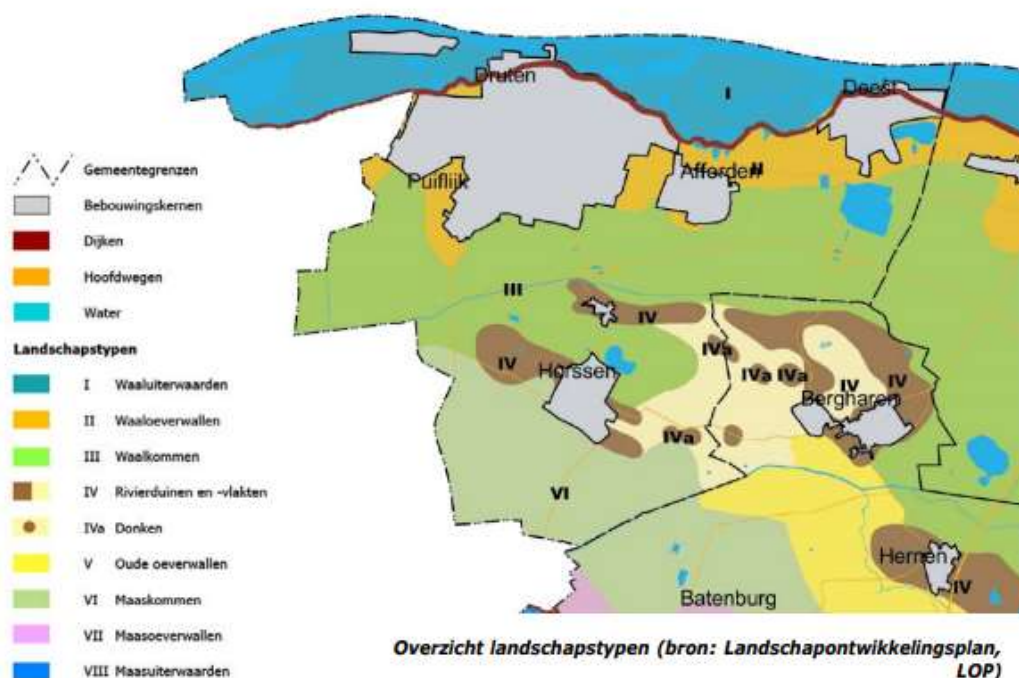 Gemeentegrenzen
Bebouwingskernen
Dijken
Hoofdwegen
Water
Landschapstypen
I Waaluiterwaarden
II Waaloeverwallen
III Waalkommen
IV Rivierduinen en -vlakten
IVa Donken
V Oude oeverwallen
VI Maaskommen
VII Maasoeverwallen
VIII Maasuiterwaarden
Druten
I
Deest
Puiflijk
Afforden
II
III
IV
IVa
IV
Horssen
IVa
IVa
IV
IV
Bergharen
IVa
VI
Hernen
IV
Batenburg
Overzicht landschapstypen (bron: Landschapontwikkelingsplan,
LOP)